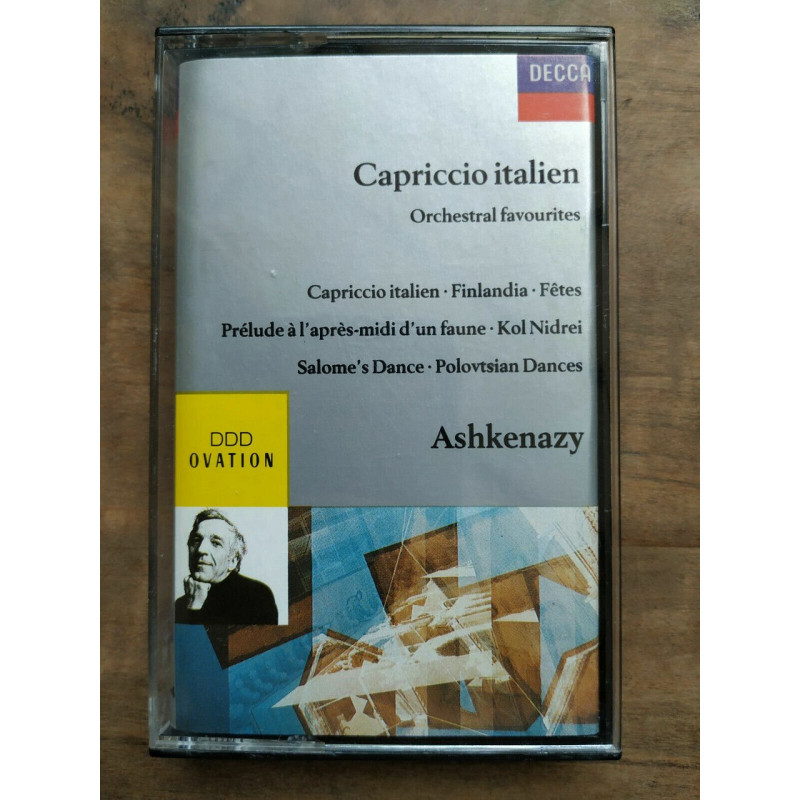 DECCA
Capriccio italien
Orchestral favourites
Capriccio italien · Finlandia · Fêtes
Prélude à l'après-midi d'un faune · Kol Nidrei
Salome's Dance · Polovtsian Dances
Ashkenazy
DDD
OVATION